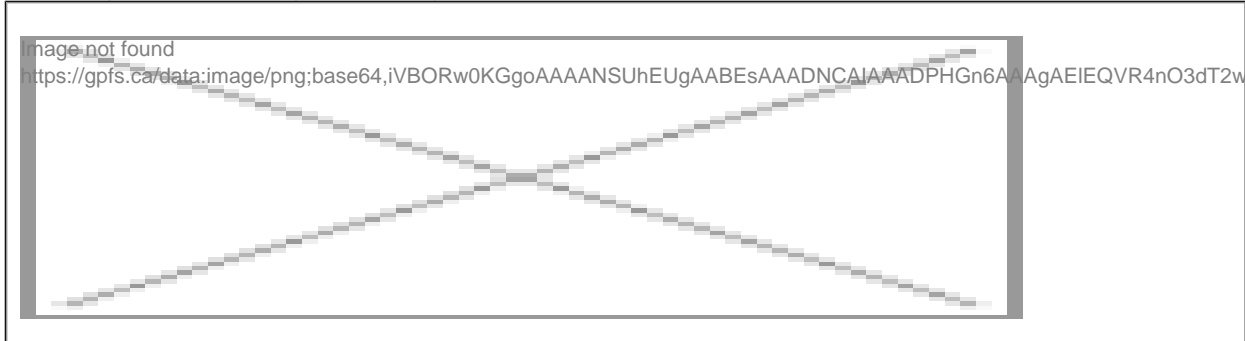 Image not found
https://gpfs.ca/data:image/png;base64,iVBORw0KGgoAAAANSUhEUgAABEsAAADNCAIAAADPHGn6AAAgAElEQVR4nO3dT2w